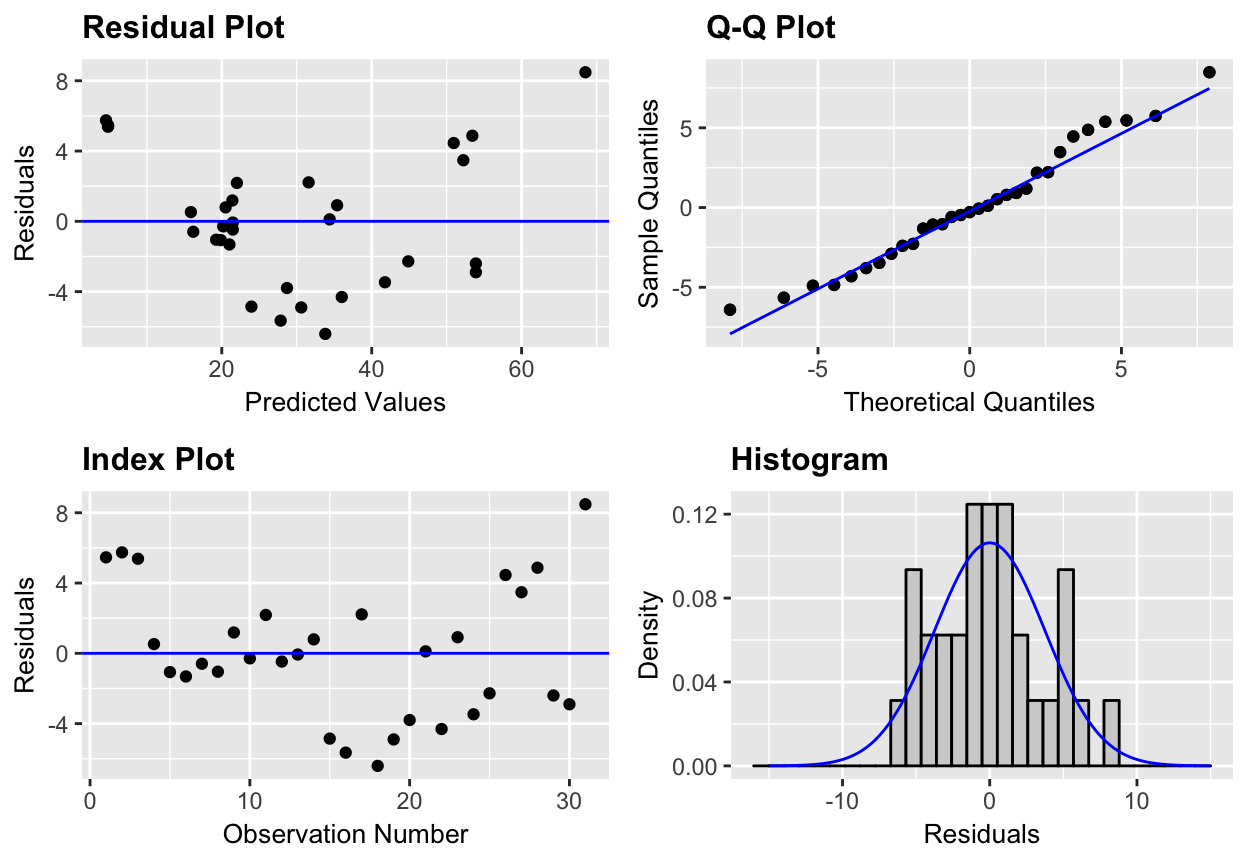 Residual Plot
8
4
0
-4
Residuals
20 40 60
Predicted Values
Q-Q Plot
5
0
-5
Sample Quantiles
-5 0 5
Theoretical Quantiles
Index Plot
8
4
0
-4
Residuals
0 10 20 30
Observation Number
Histogram
0.12
0.08
0.04
0.00
Density
-10 0 10
Residuals